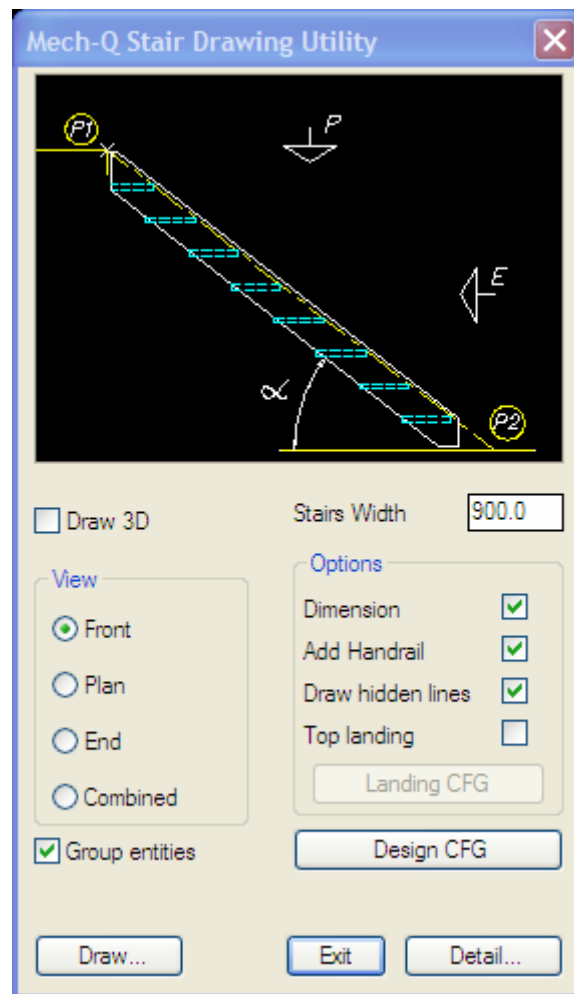 Mech-Q Stair Drawing Utility
P1
P
E
α
P2
Draw 3D
Stairs Width 900.0
View
Front
Plan
End
Combined
Group entities
Options
Dimension
Add Handrail
Draw hidden lines
Top landing
Landing CFG
Design CFG
Draw...
Exit
Detail...